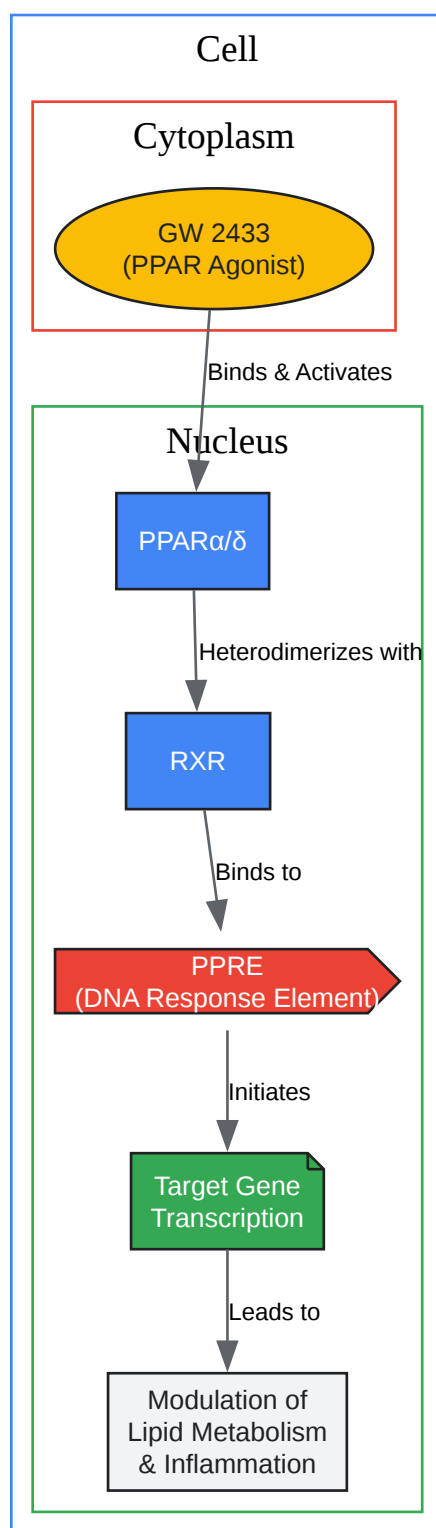 Cell
Cytoplasm
GW 2433
(PPAR Agonist)
Binds & Activates
Nucleus
PPARα/δ
Heterodimerizes with
RXR
Binds to
PPRE
(DNA Response Element)
Initiates
Target Gene
Transcription
Leads to
Modulation of
Lipid Metabolism
& Inflammation